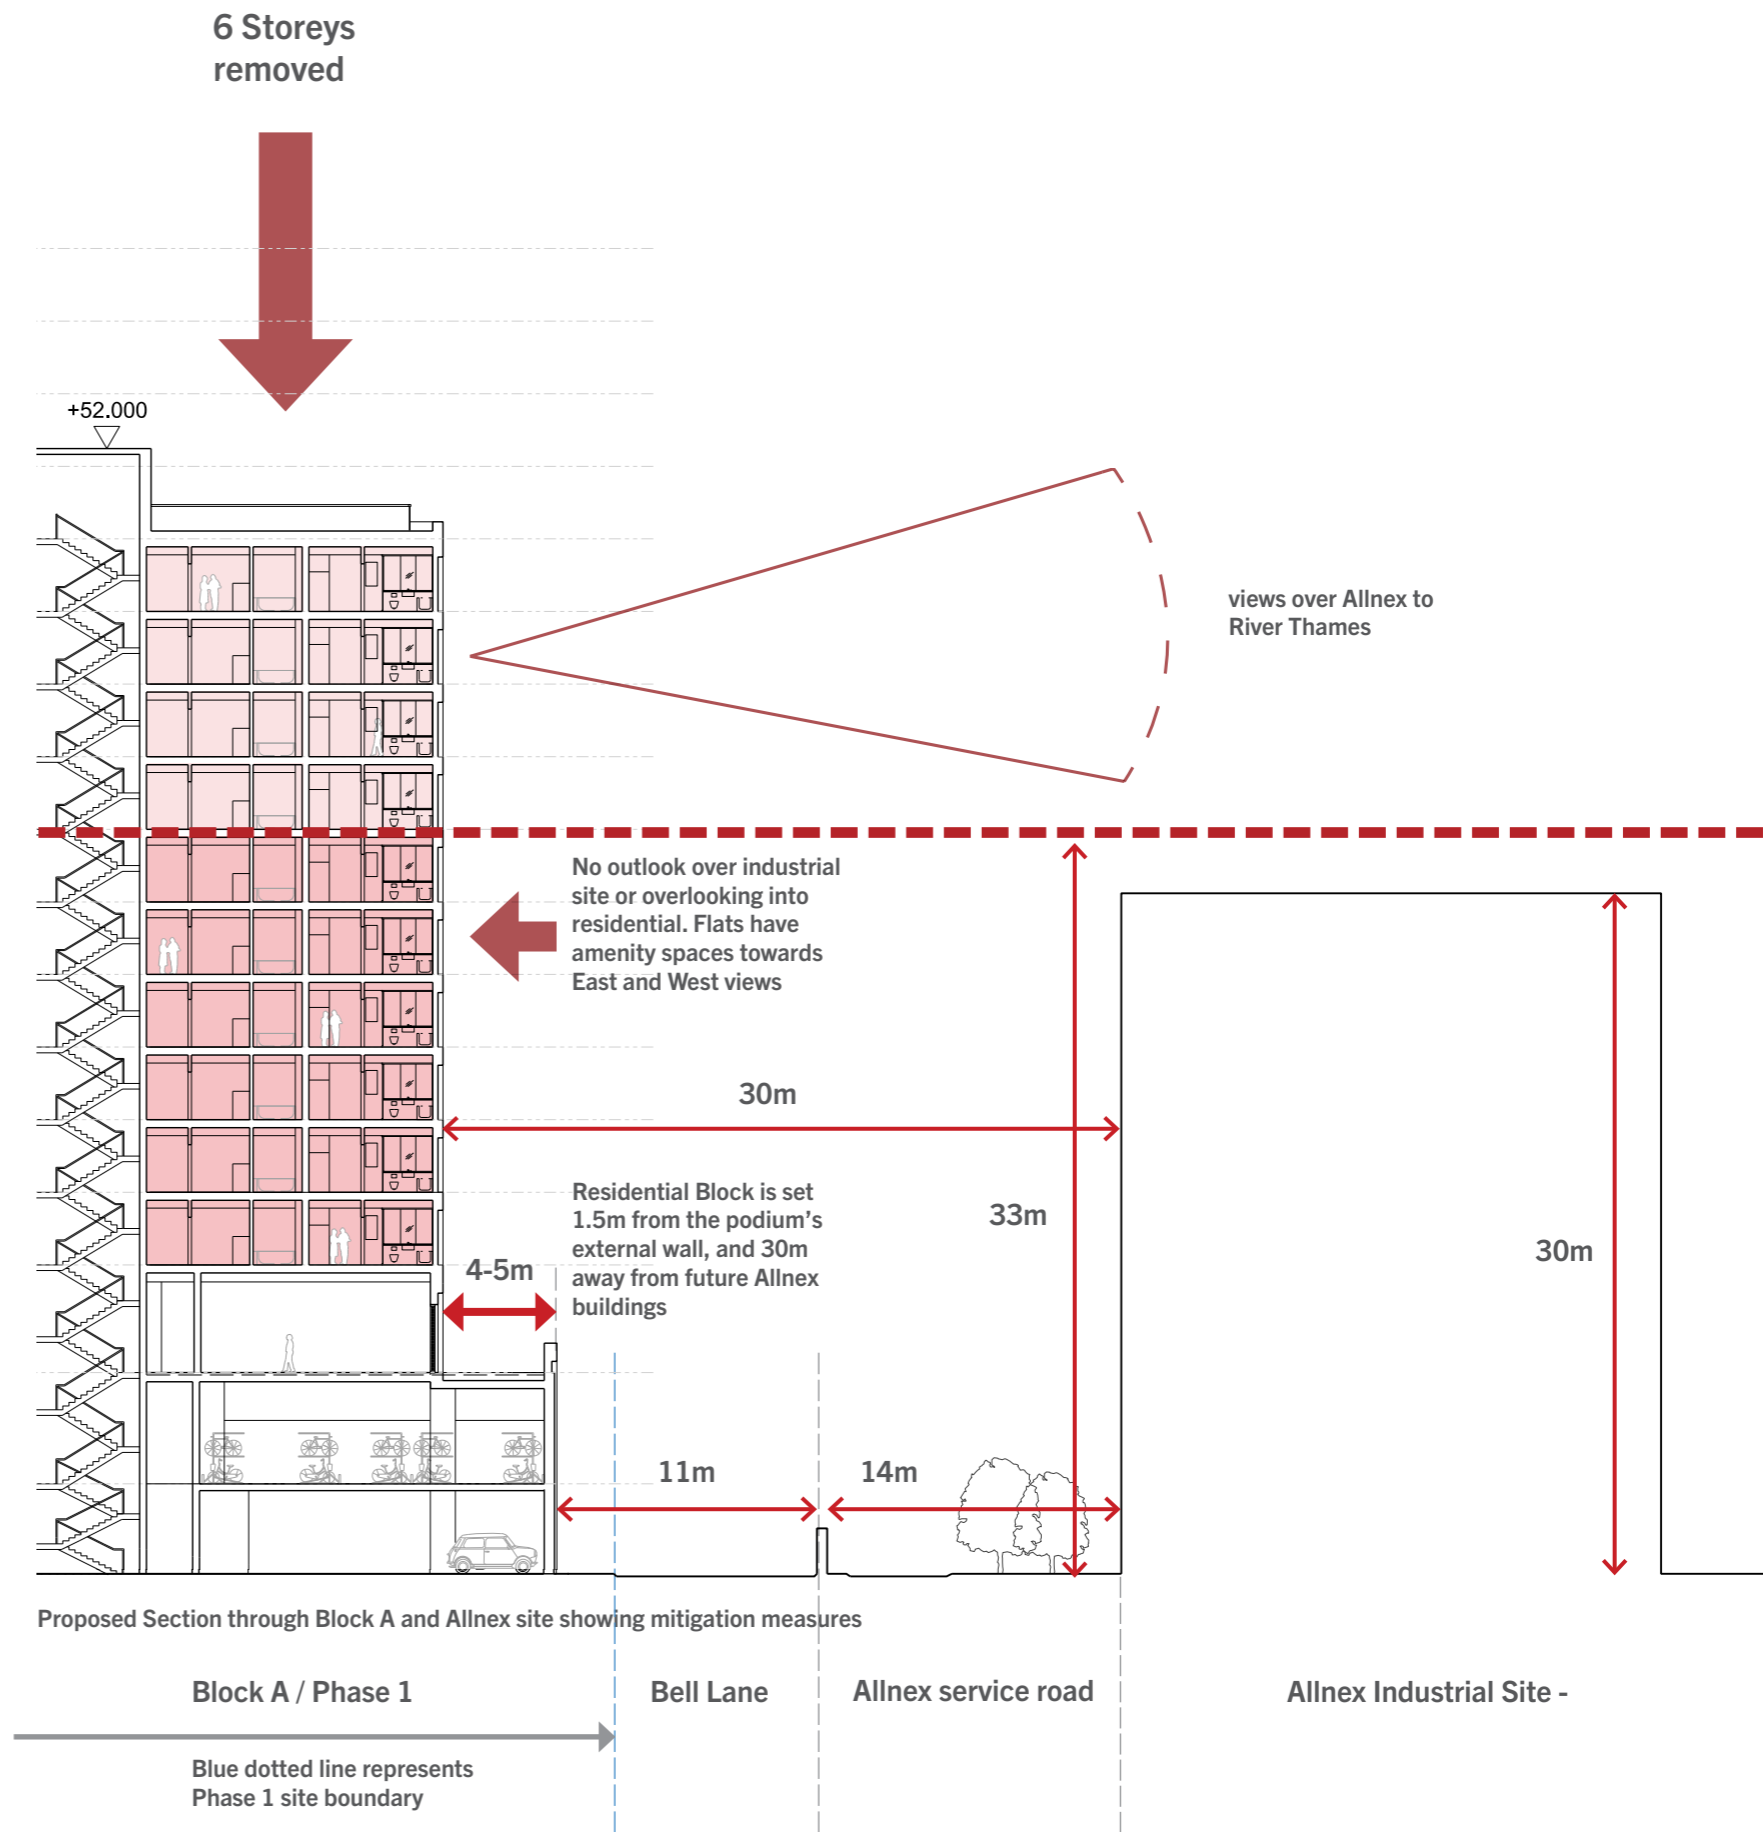 6 Storeys
removed
+52.000
views over Allnex to
River Thames
No outlook over industrial
site or overlooking into
residential. Flats have
amenity spaces towards
East and West views
30m
Residential Block is set
1.5m from the podium's
external wall, and 30m
away from future Allnex
buildings
33m
30m
4-5m
11m
14m
Proposed Section through Block A and Allnex site showing mitigation measures
Block A / Phase 1
Bell Lane
Allnex service road
Allnex Industrial Site -
Blue dotted line represents
Phase 1 site boundary